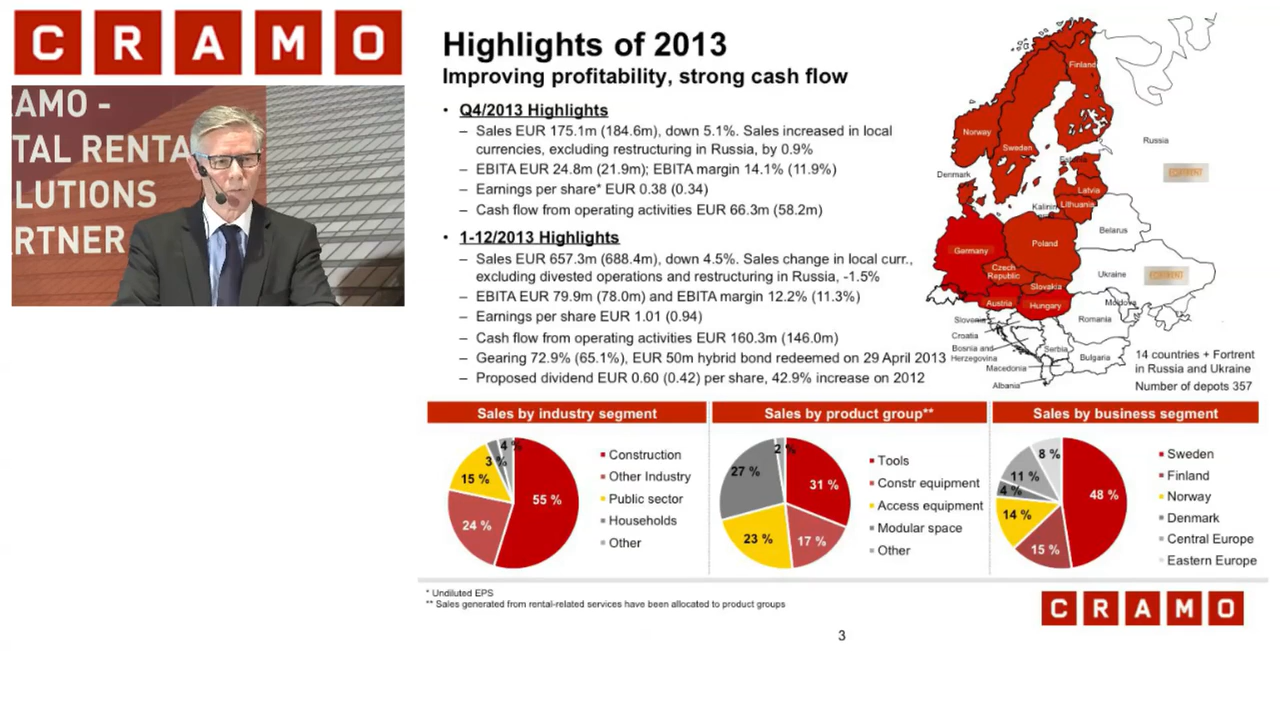 CRAMO
RAMO -
TAL RENTA
OLUTIONS
ARTNER
Highlights of 2013
Improving profitability, strong cash flow
• Q4/2013 Highlights
– Sales EUR 175.1m (184.6m), down 5.1%. Sales increased in local
currencies, excluding restructuring in Russia, by 0.9%
– EBITA EUR 24.8m (21.9m); EBITA margin 14.1% (11.9%)
– Earnings per share* EUR 0.38 (0.34)
– Cash flow from operating activities EUR 66.3m (58.2m)
• 1-12/2013 Highlights
– Sales EUR 657.3m (688.4m), down 4.5%. Sales change in local curr.,
excluding divested operations and restructuring in Russia, -1.5%
– EBITA EUR 79.9m (78.0m) and EBITA margin 12.2% (11.3%)
– Earnings per share EUR 1.01 (0.94)
– Cash flow from operating activities EUR 160.3m (146.0m)
– Gearing 72.9% (65.1%), EUR 50m hybrid bond redeemed on 29 April 2013
– Proposed dividend EUR 0.60 (0.42) per share, 42.9% increase on 2012
Finland
Norway
Sweden
Russia
Estonia
Denmark
Latvia
Lithuania
Belarus
Germany
Poland
Czech
Republic
Ukraine
Slovakia
Austria
Hungary
Moldova
Slovenia
Romania
Croatia
Bosnia and
Herzegovina
Serbia
Bulgaria
Macedonia
Albania
14 countries + Fortrent
in Russia and Ukraine
Number of depots 357
Sales by industry segment
55 %
24 %
15 %
3 %
4 %
Construction
Other Industry
Public sector
Households
Other
Sales by product group**
31 %
17 %
23 %
27 %
2 %
Tools
Constr equipment
Access equipment
Modular space
Other
Sales by business segment
48 %
15 %
14 %
4 %
11 %
8 %
Sweden
Finland
Norway
Denmark
Central Europe
Eastern Europe
* Undiluted EPS
** Sales generated from rental-related services have been allocated to product groups
CRAMO
3